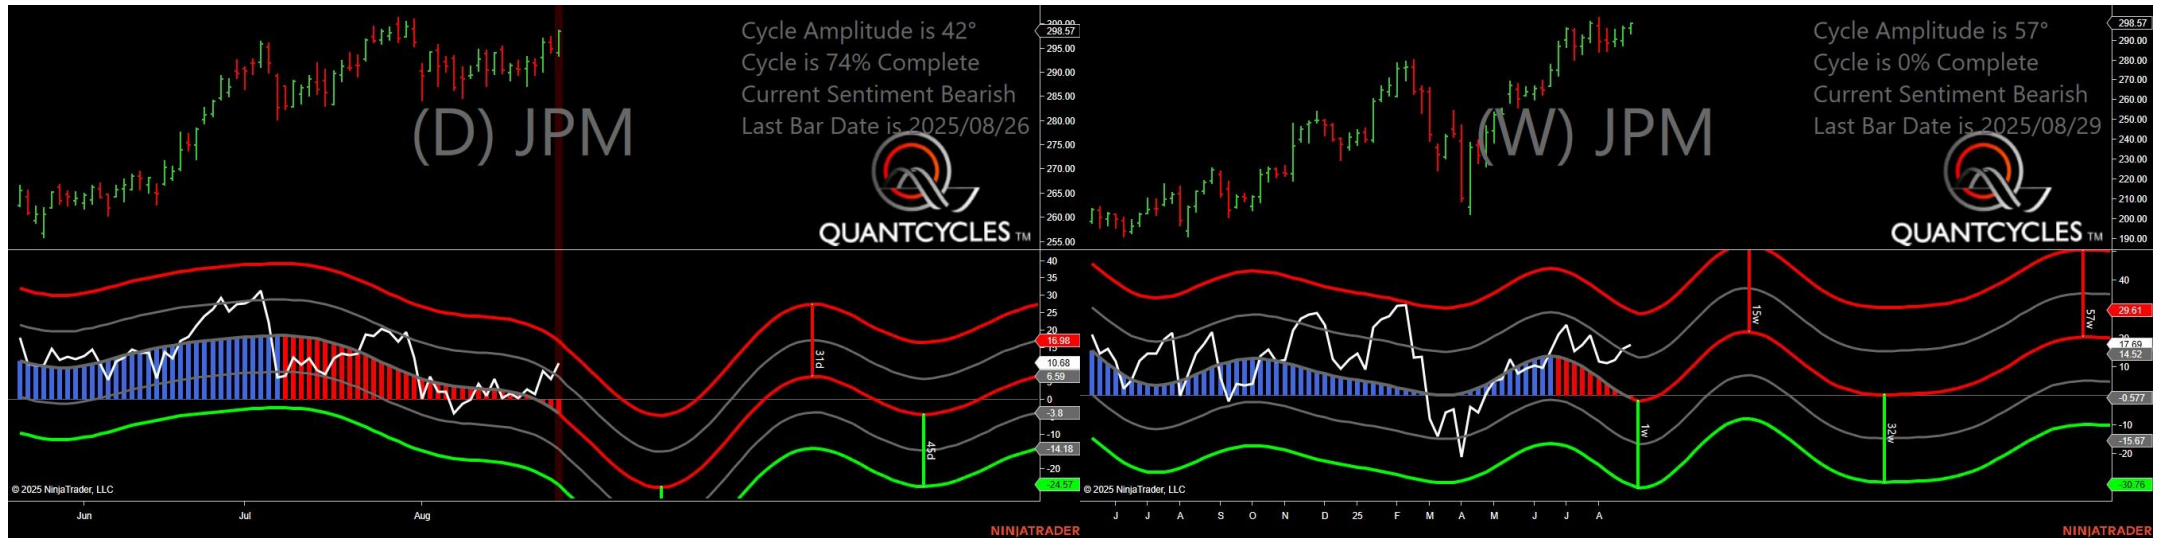 Cycle Amplitude is 42°
Cycle is 74% Complete
Current Sentiment Bearish
Last Bar Date is 2025/08/26
(D) JPM
QUANTCYCLES TM
300.00
298.57
295.00
290.00
285.00
280.00
275.00
270.00
265.00
260.00
255.00
40
35
30
25
20
16.98
15
10.68
6.59
5
0
-3.8
-10
-14.18
-20
-24.57
31d
45d
© 2025 NinjaTrader, LLC
Jun Jul Aug
NINJATRADER
Cycle Amplitude is 57°
Cycle is 0% Complete
Current Sentiment Bearish
Last Bar Date is 2025/08/29
(W) JPM
QUANTCYCLES TM
298.57
290.00
280.00
270.00
260.00
250.00
240.00
230.00
220.00
210.00
200.00
190.00
40
29.61
20
17.69
14.52
10
-0.577
-10
-15.67
-20
-30.76
1w
15w
32w
57w
© 2025 NinjaTrader, LLC
J J A S O N D 25 F M A M J J A
NINJATRADER